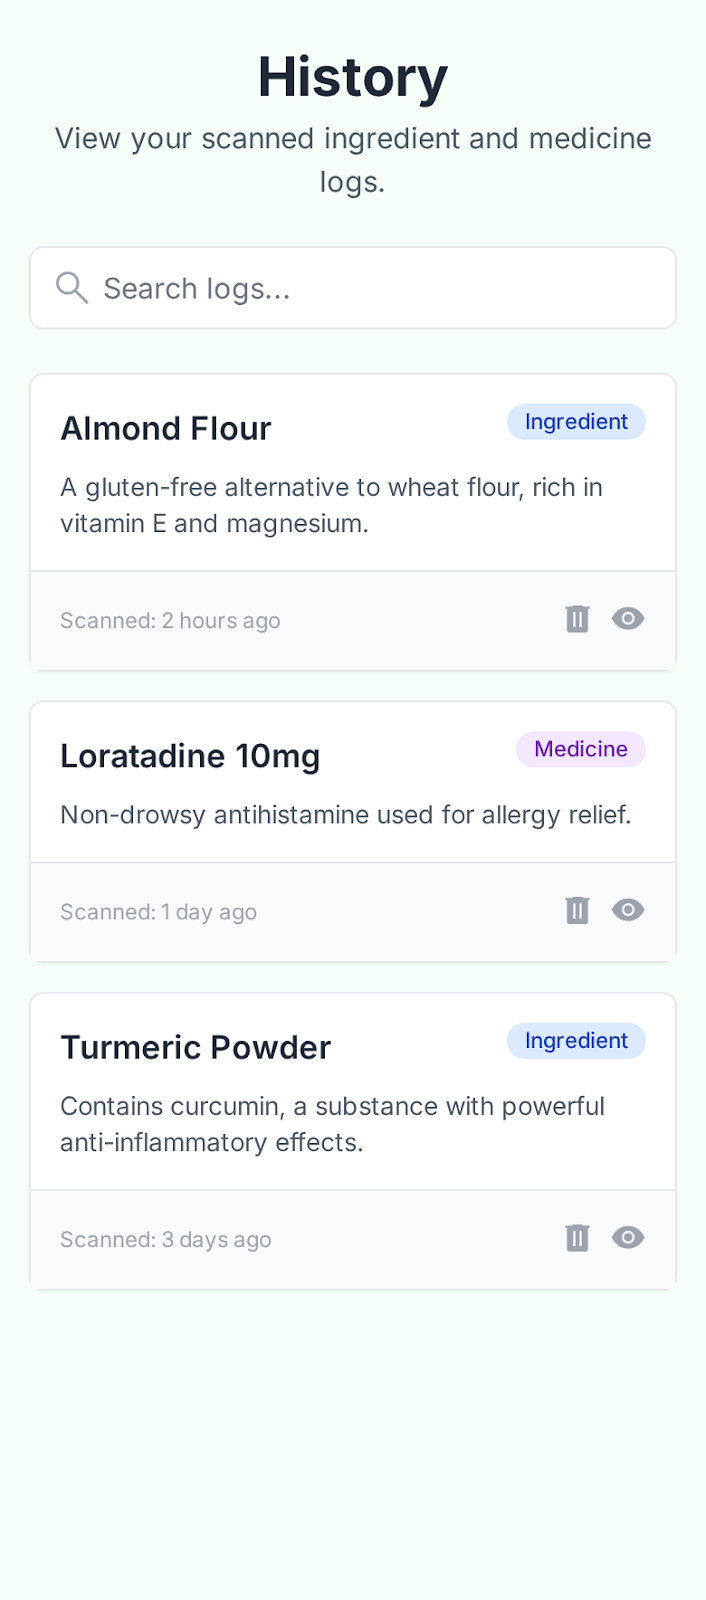 History
View your scanned ingredient and medicine
logs.
Search logs...
Almond Flour
Ingredient
A gluten-free alternative to wheat flour, rich in
vitamin E and magnesium.
Scanned: 2 hours ago
Loratadine 10mg
Medicine
Non-drowsy antihistamine used for allergy relief.
Scanned: 1 day ago
Turmeric Powder
Ingredient
Contains curcumin, a substance with powerful
anti-inflammatory effects.
Scanned: 3 days ago